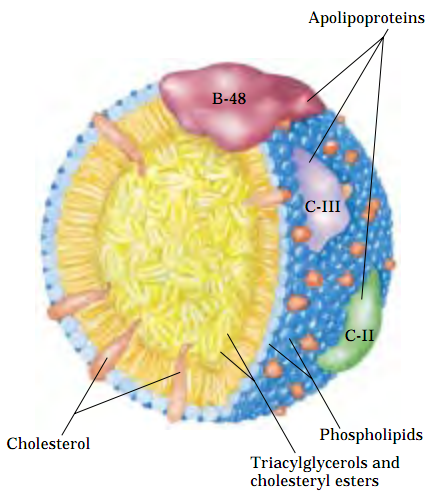 Apolipoproteins
B-48
C-III
C-II
Cholesterol
Phospholipids
Triacylglycerols and
cholesteryl esters